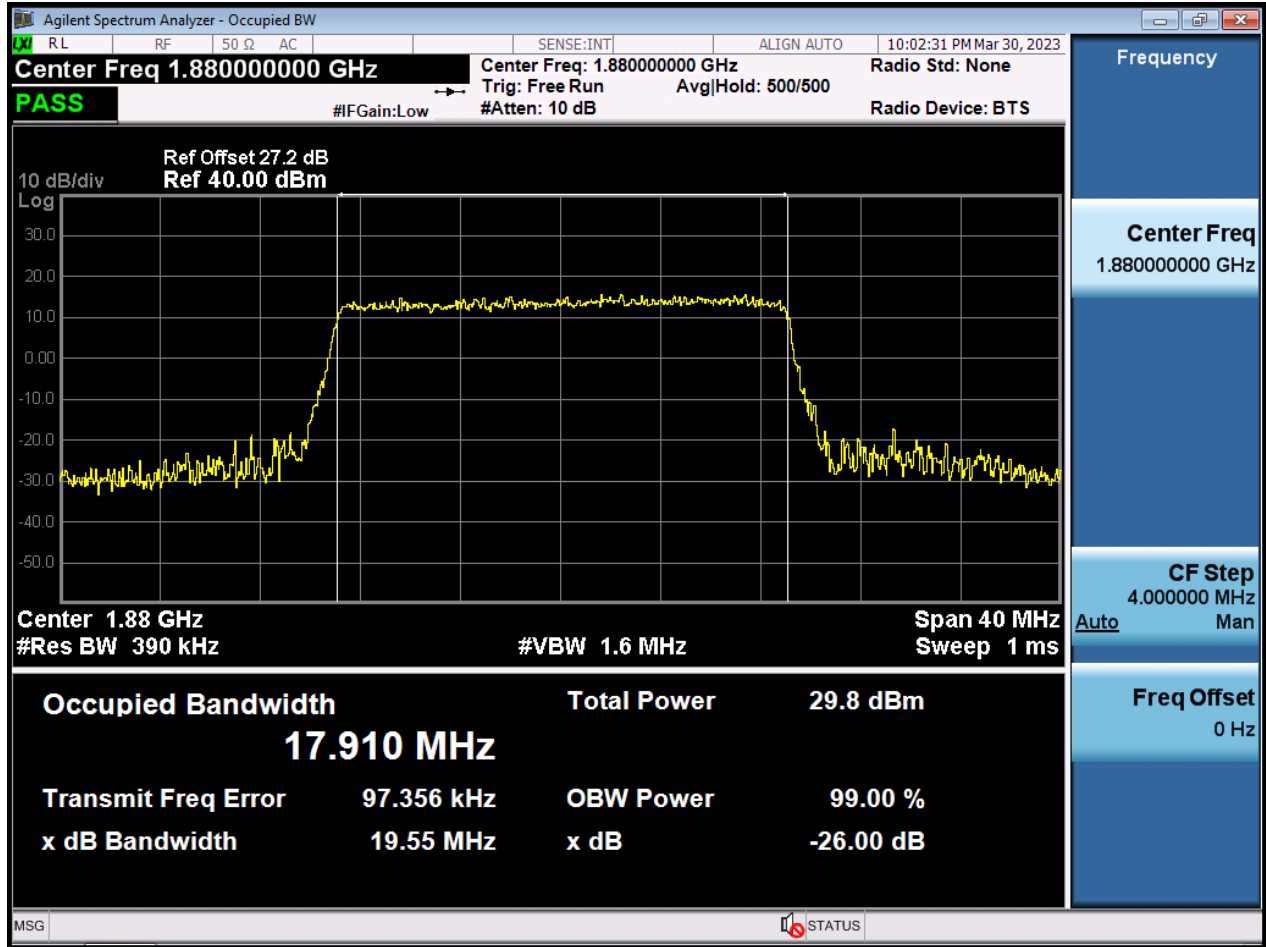 Agilent Spectrum Analyzer - Occupied BW
LXI RL RF 50 Ω AC SENSE:INT ALIGN AUTO 10:02:31 PM Mar 30, 2023
Center Freq 1.880000000 GHz
Center Freq: 1.880000000 GHz
Radio Std: None
Trig: Free Run Avg|Hold: 500/500
PASS
#IFGain:Low
#Atten: 10 dB
Radio Device: BTS
Ref Offset 27.2 dB
10 dB/div Ref 40.00 dBm
Log
30.0
20.0
10.0
0.00
-10.0
-20.0
-30.0
-40.0
-50.0
Center 1.88 GHz Span 40 MHz
#Res BW 390 kHz #VBW 1.6 MHz Sweep 1 ms
Occupied Bandwidth Total Power 29.8 dBm
17.910 MHz
Transmit Freq Error 97.356 kHz OBW Power 99.00 %
x dB Bandwidth 19.55 MHz x dB -26.00 dB
MSG STATUS
Frequency
Center Freq
1.880000000 GHz
CF Step
4.000000 MHz
Auto Man
Freq Offset
0 Hz